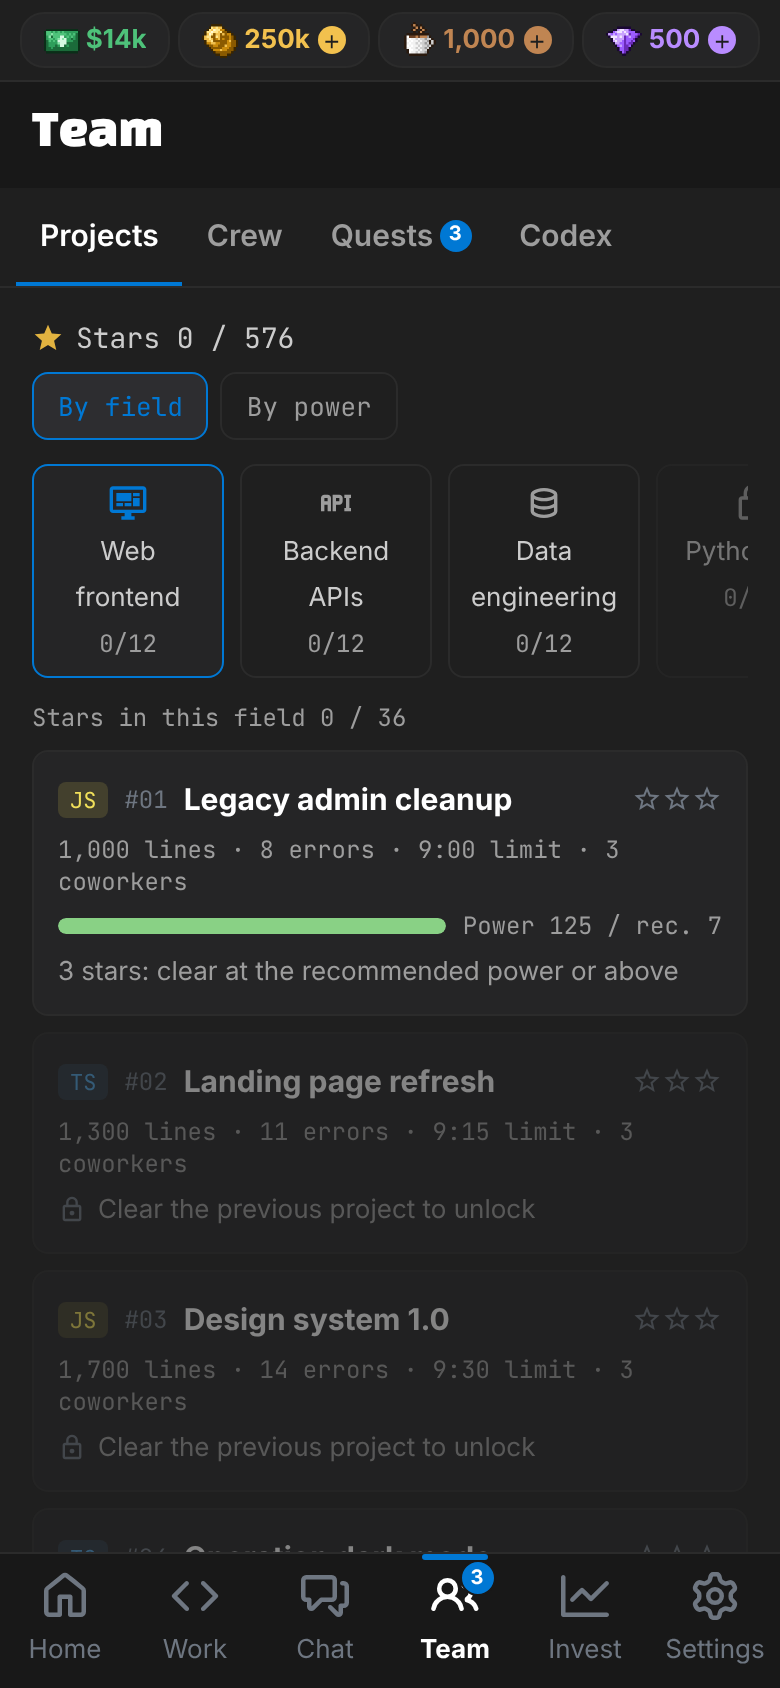 $14k 250k 1,000 500
Team
Projects Crew Quests 3 Codex
Stars 0 / 576
By field By power
API
Web Backend Data
frontend APIs engineering
0/12 0/12 0/12
Stars in this field 0 / 36
JS #01 Legacy admin cleanup
1,000 lines · 8 errors · 9:00 limit · 3
coworkers
Power 125 / rec. 7
3 stars: clear at the recommended power or above
TS #02 Landing page refresh
1,300 lines · 11 errors · 9:15 limit · 3
coworkers
Clear the previous project to unlock
JS #03 Design system 1.0
1,700 lines · 14 errors · 9:30 limit · 3
coworkers
Clear the previous project to unlock
3
Home Work Chat Team Invest Settings